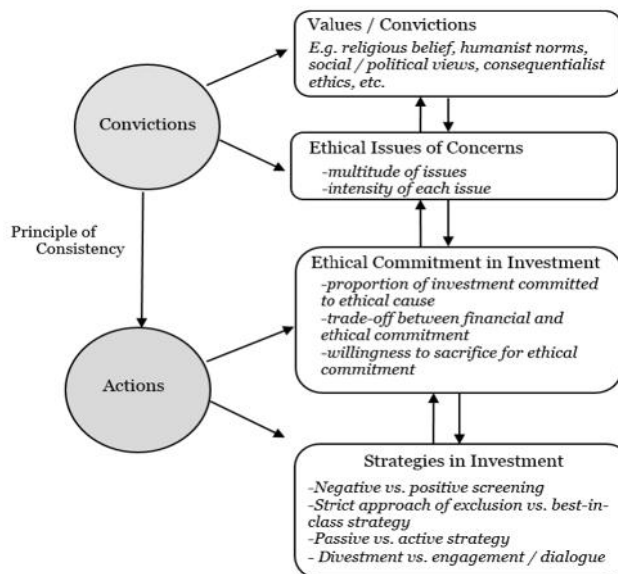 Values / Convictions
E.g. religious belief, humanist norms,
social / political views, consequentialist
ethics, etc.
Convictions
Ethical Issues of Concerns
-multitude of issues
-intensity of each issue
Principle of
Consistency
Ethical Commitment in Investment
-proportion of investment committed
to ethical cause
-trade-off between financial and
ethical commitment
-willingness to sacrifice for ethical
commitment
Actions
Strategies in Investment
-Negative vs. positive screening
-Strict approach of exclusion vs. best-in-
class strategy
-Passive vs. active strategy
- Divestment vs. engagement / dialogue